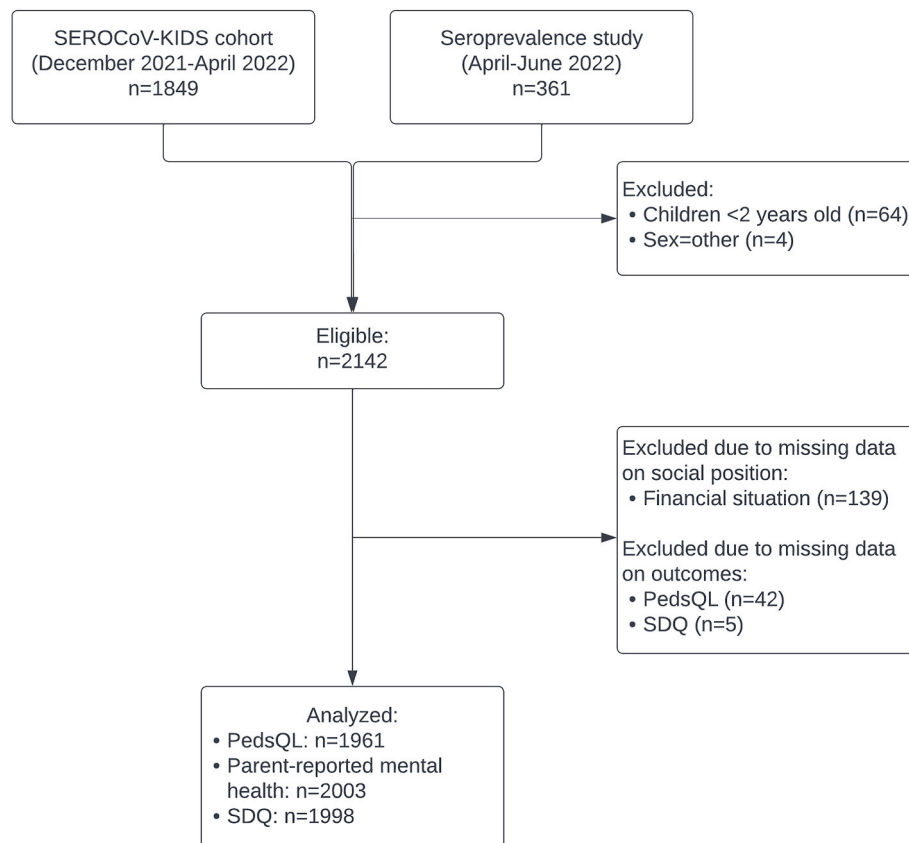 SEROCoV-KIDS cohort
(December 2021-April 2022)
n=1849
Seroprevalence study
(April-June 2022)
n=361
Excluded:
• Children <2 years old (n=64)
• Sex=other (n=4)
Eligible:
n=2142
Excluded due to missing data
on social position:
• Financial situation (n=139)
Excluded due to missing data
on outcomes:
• PedsQL (n=42)
• SDQ (n=5)
Analyzed:
• PedsQL: n=1961
• Parent-reported mental
health: n=2003
• SDQ: n=1998